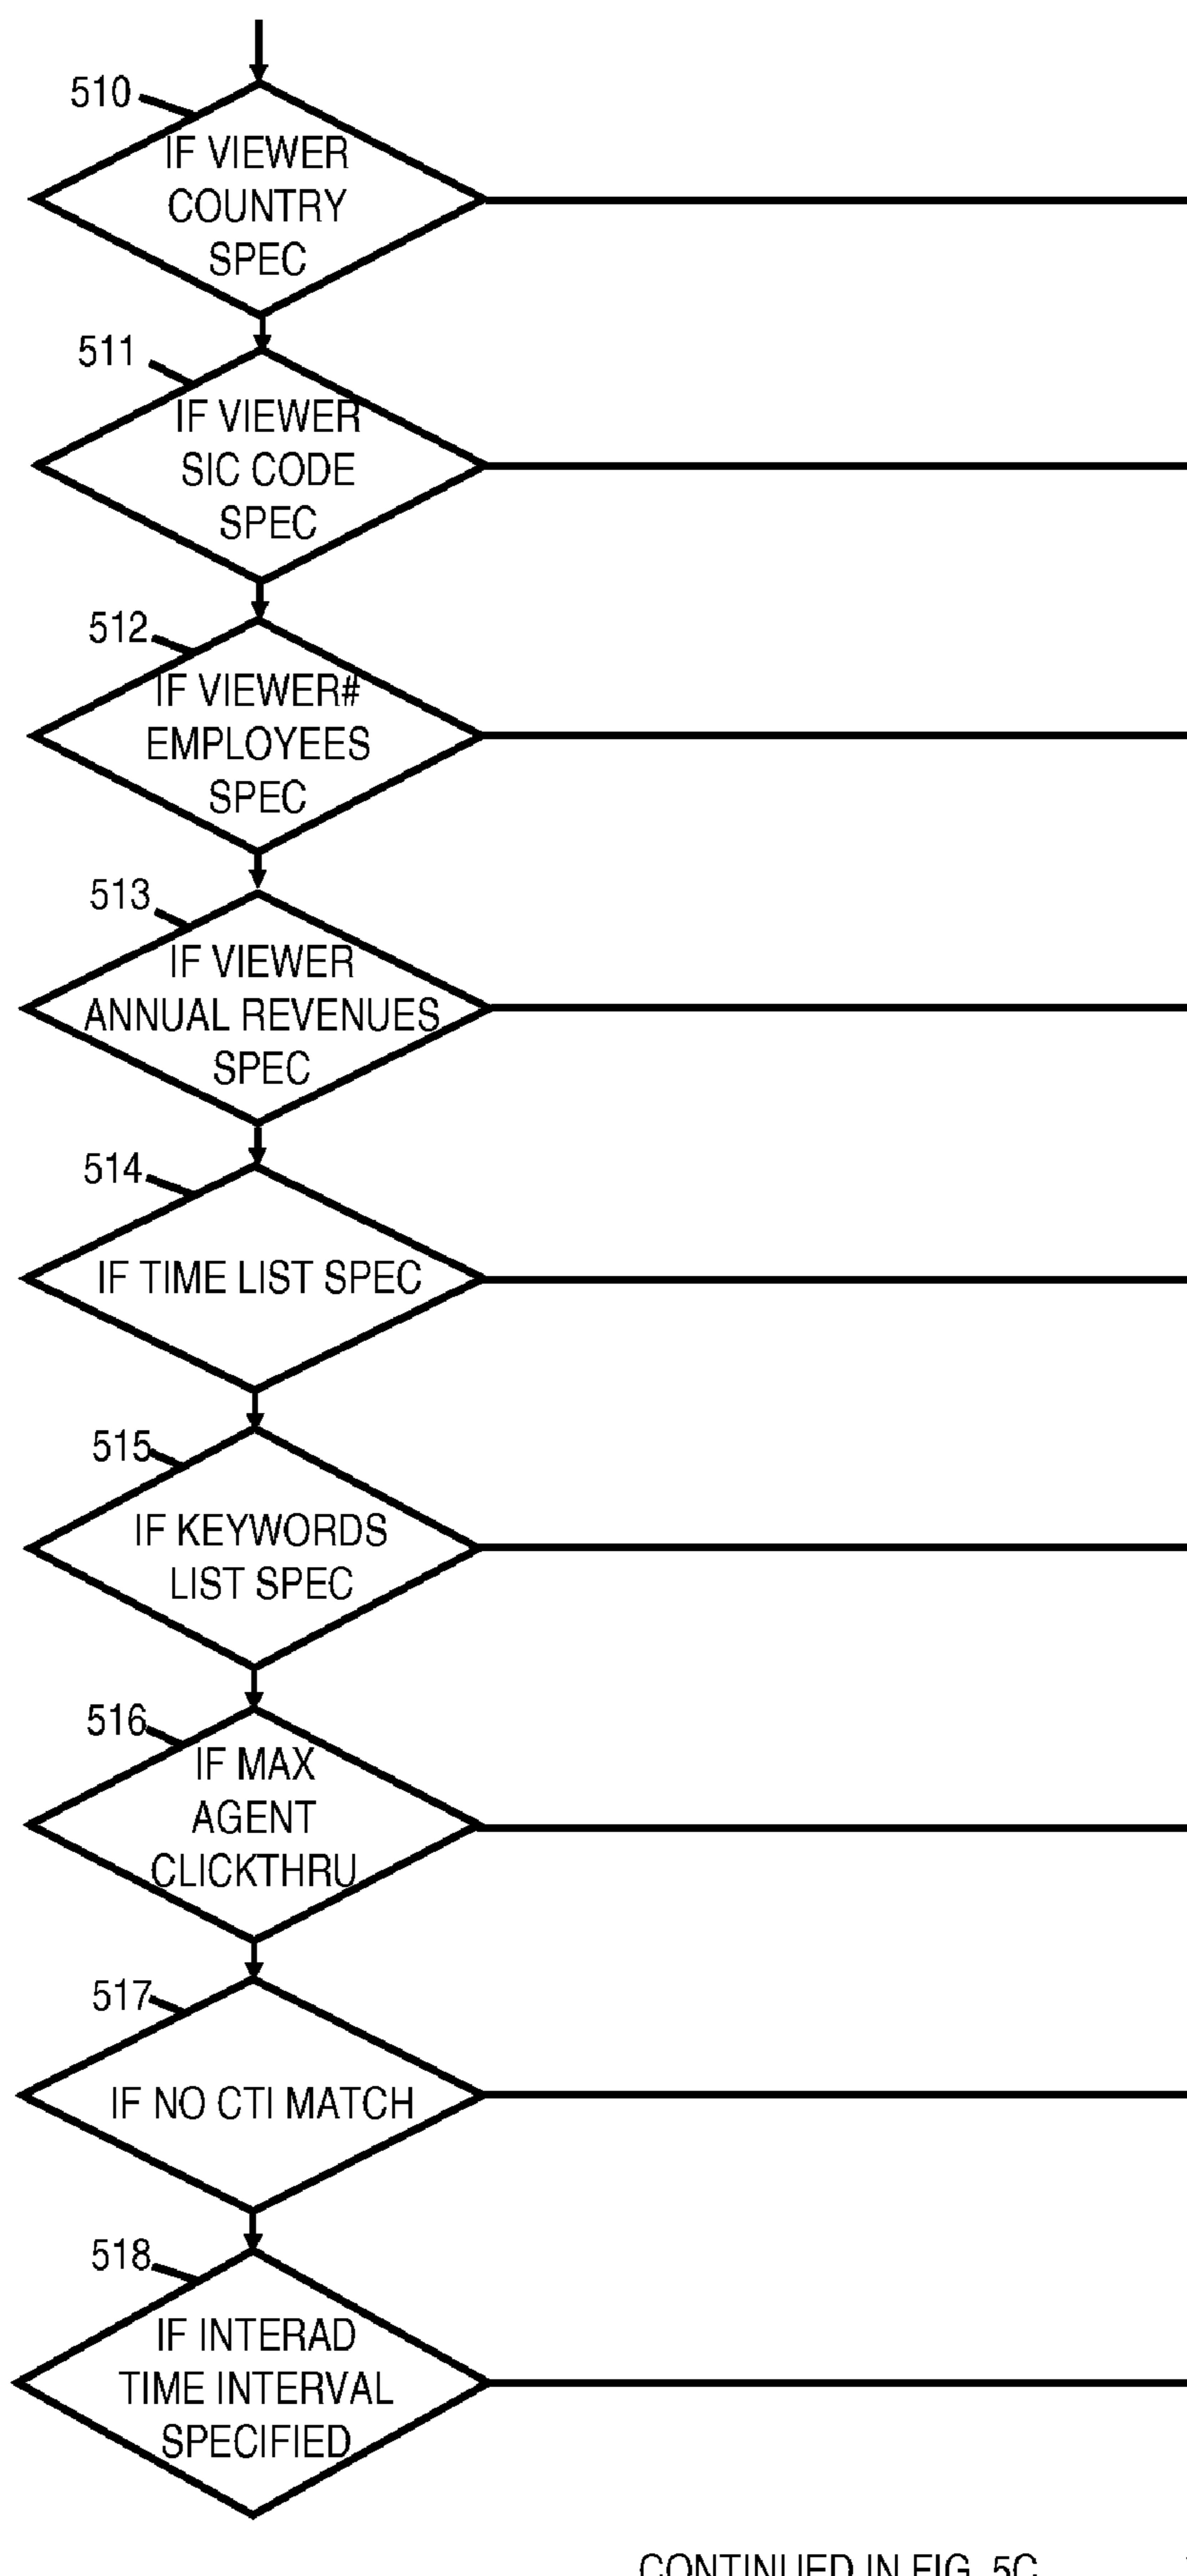 510
IF VIEWER
COUNTRY
SPEC
511
IF VIEWER
SIC CODE
SPEC
512
IF VIEWER#
EMPLOYEES
SPEC
513
IF VIEWER
ANNUAL REVENUES
SPEC
514
IF TIME LIST SPEC
515
IF KEYWORDS
LIST SPEC
516
IF MAX
AGENT
CLICKTHRU
517
IF NO CTI MATCH
518
IF INTERAD
TIME INTERVAL
SPECIFIED
CONTINUED IN FIG. 5C